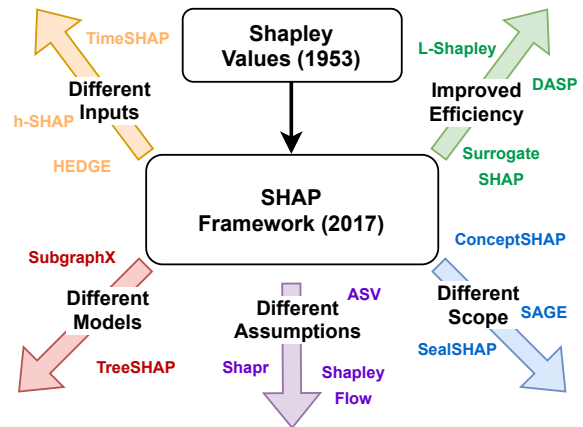 TimeSHAP
Different
Inputs
h-SHAP
HEDGE
Shapley
Values (1953)
L-Shapley
DASP
Improved
Efficiency
Surrogate
SHAP
SHAP
Framework (2017)
SubgraphX
Different
Models
TreeSHAP
ASV
Different
Assumptions
Shapr
Shapley
Flow
ConceptSHAP
Different
Scope
SAGE
SealSHAP